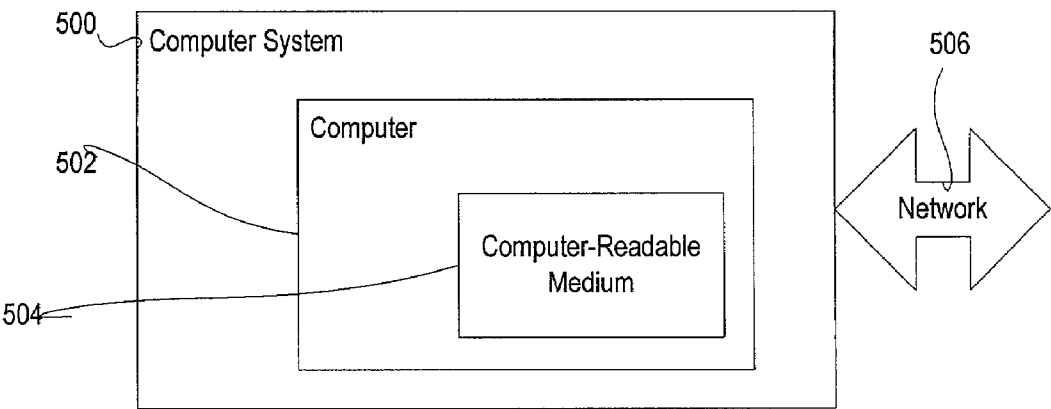 500
Computer System
506
Computer
502
Network
Computer-Readable
Medium
504